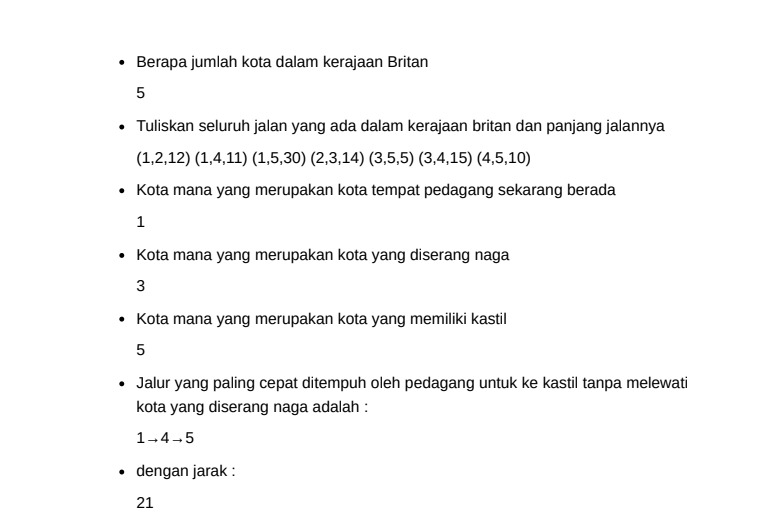 • Berapa jumlah kota dalam kerajaan Britan
5
• Tuliskan seluruh jalan yang ada dalam kerajaan britan dan panjang jalannya
(1,2,12) (1,4,11) (1,5,30) (2,3,14) (3,5,5) (3,4,15) (4,5,10)
• Kota mana yang merupakan kota tempat pedagang sekarang berada
1
• Kota mana yang merupakan kota yang diserang naga
3
• Kota mana yang merupakan kota yang memiliki kastil
5
• Jalur yang paling cepat ditempuh oleh pedagang untuk ke kastil tanpa melewati
kota yang diserang naga adalah :
1→4→5
• dengan jarak :
21